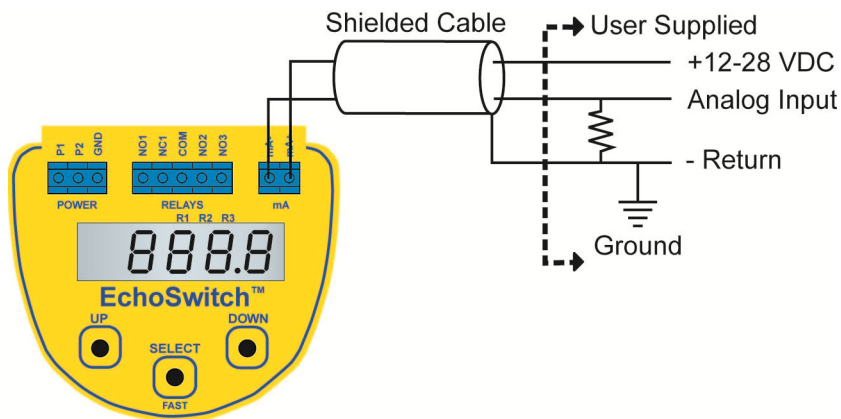 Shielded Cable
User Supplied
+12-28 VDC
Analog Input
- Return
Ground
P1 P2 GND
NO1 NC1 COM NO2 NO3
mA- mA+
POWER
RELAYS
mA
R1 R2 R3
888.8
EchoSwitch™
UP
DOWN
SELECT
FAST